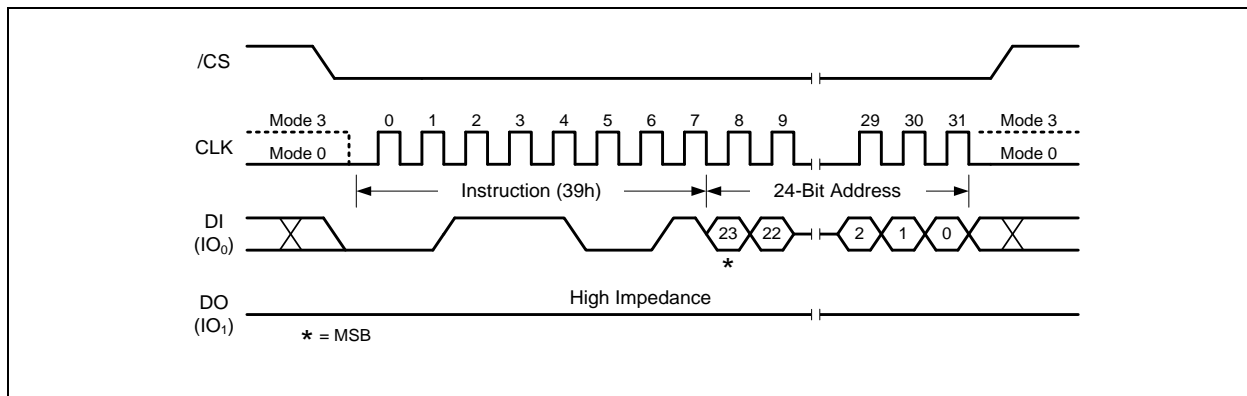 /CS
Mode 3 0 1 2 3 4 5 6 7 8 9 29 30 31 Mode 3
CLK
Mode 0 Mode 0
Instruction (39h) 24-Bit Address
DI
(IO0) 23 22 2 1 0
*
DO High Impedance
(IO1)
* = MSB